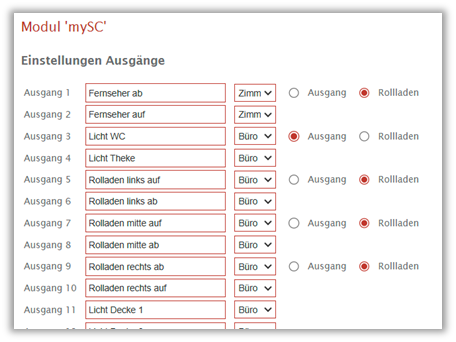 Modul 'mySC'
Einstellungen Ausgänge
Ausgang 1 Fernseher ab Zimm Ausgang Rollladen
Ausgang 2 Fernseher auf Zimm
Ausgang 3 Licht WC Büro Ausgang Rollladen
Ausgang 4 Licht Theke Büro
Ausgang 5 Rolladen links auf Büro Ausgang Rollladen
Ausgang 6 Rolladen links ab Büro
Ausgang 7 Rolladen mitte auf Büro Ausgang Rollladen
Ausgang 8 Rolladen mitte ab Büro
Ausgang 9 Rolladen rechts ab Büro Ausgang Rollladen
Ausgang 10 Rolladen rechts auf Büro
Ausgang 11 Licht Decke 1 Büro